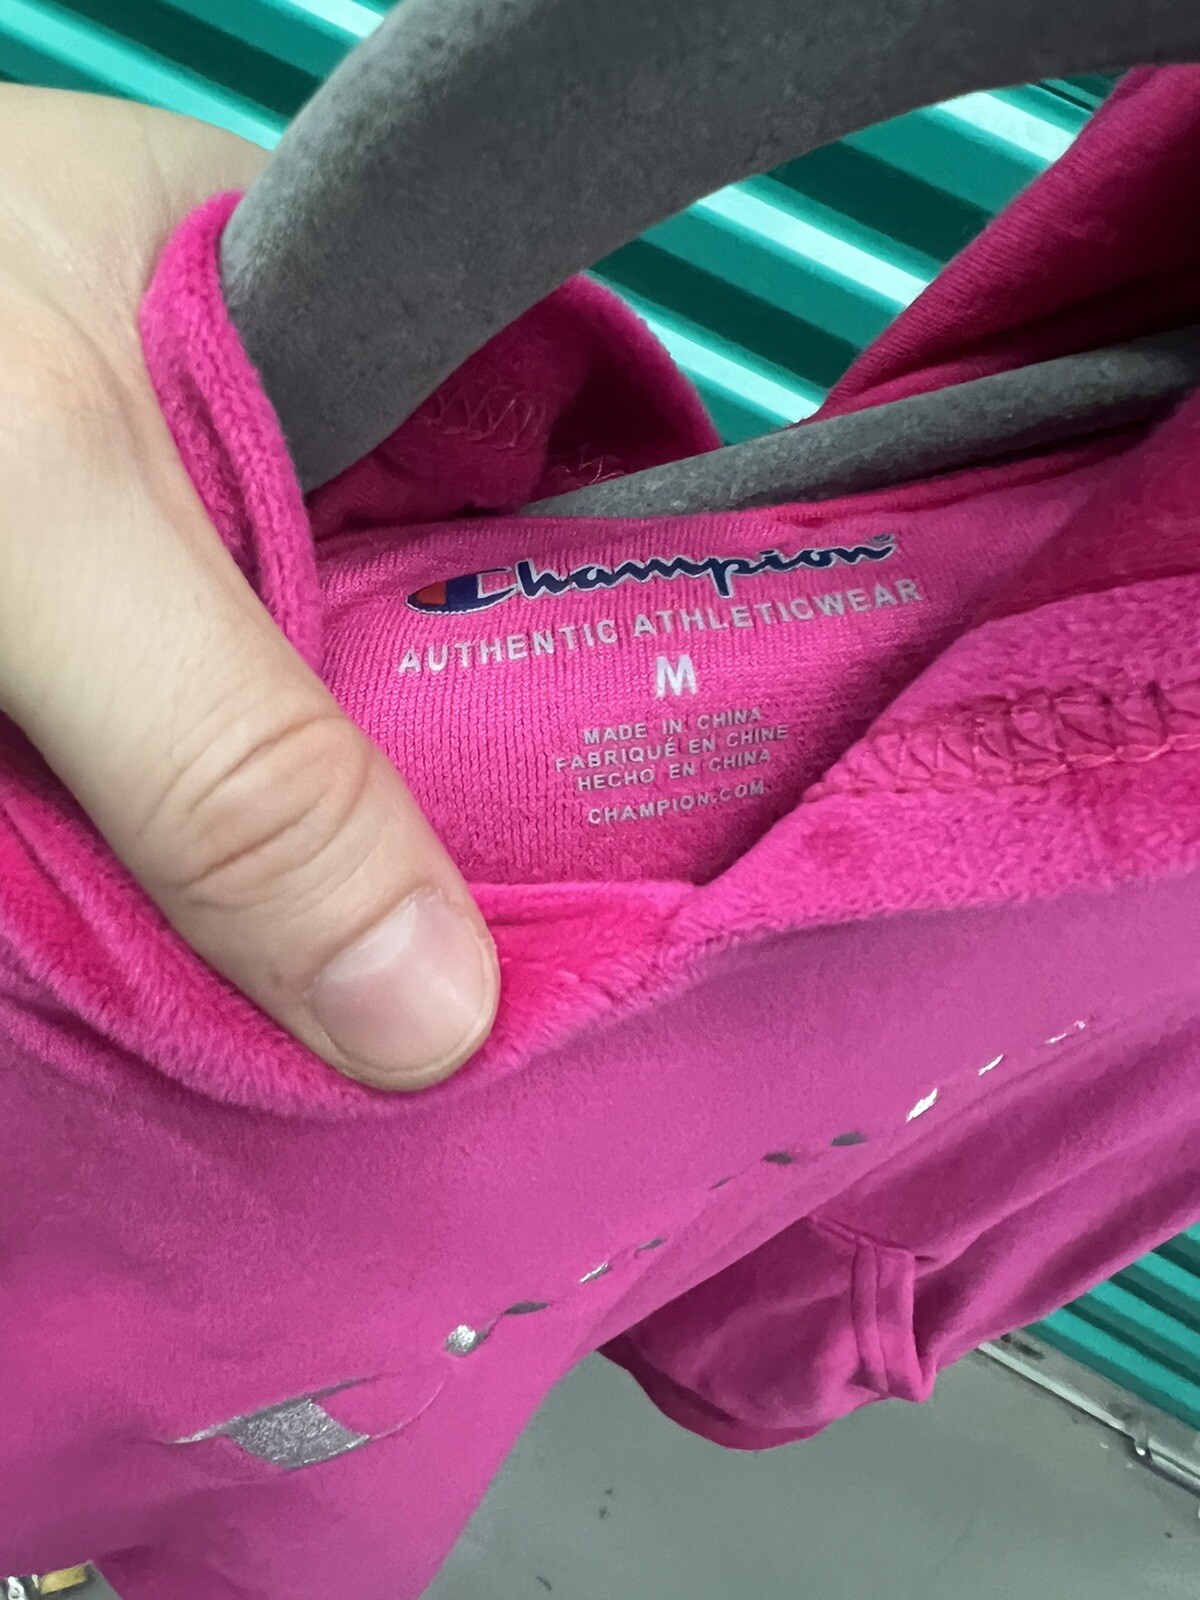 Champion®
AUTHENTIC ATHLETICWEAR
M
MADE IN CHINA
FABRIQUÉ EN CHINE
HECHO EN CHINA
CHAMPION.COM